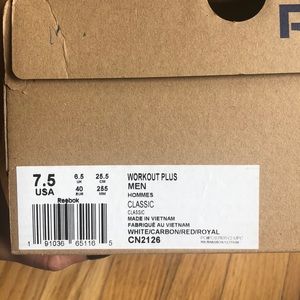 R
7.5
USA
6.5
UK
25.5
CM
40
EUR
255
MM
Reebok
1 91036 65116 5
WORKOUT PLUS
MEN
HOMMES
CLASSIC
CLASSIC
MADE IN VIETNAM
FABRIQUÉ AU VIETNAM
WHITE/CARBON/RED/ROYAL
CN2126